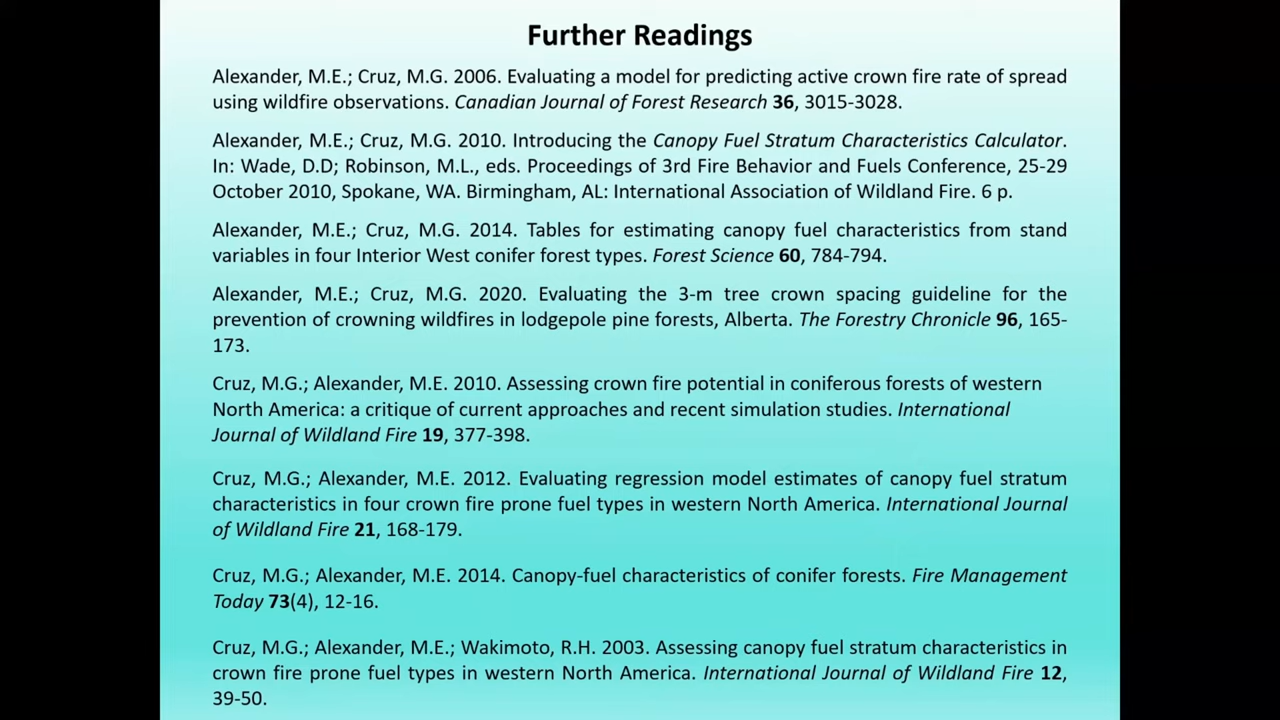 Further Readings
Alexander, M.E.; Cruz, M.G. 2006. Evaluating a model for predicting active crown fire rate of spread
using wildfire observations. Canadian Journal of Forest Research 36, 3015-3028.
Alexander, M.E.; Cruz, M.G. 2010. Introducing the Canopy Fuel Stratum Characteristics Calculator.
In: Wade, D.D; Robinson, M.L., eds. Proceedings of 3rd Fire Behavior and Fuels Conference, 25-29
October 2010, Spokane, WA. Birmingham, AL: International Association of Wildland Fire. 6 p.
Alexander, M.E.; Cruz, M.G. 2014. Tables for estimating canopy fuel characteristics from stand
variables in four Interior West conifer forest types. Forest Science 60, 784-794.
Alexander, M.E.; Cruz, M.G. 2020. Evaluating the 3-m tree crown spacing guideline for the
prevention of crowning wildfires in lodgepole pine forests, Alberta. The Forestry Chronicle 96, 165-
173.
Cruz, M.G.; Alexander, M.E. 2010. Assessing crown fire potential in coniferous forests of western
North America: a critique of current approaches and recent simulation studies. International
Journal of Wildland Fire 19, 377-398.
Cruz, M.G.; Alexander, M.E. 2012. Evaluating regression model estimates of canopy fuel stratum
characteristics in four crown fire prone fuel types in western North America. International Journal
of Wildland Fire 21, 168-179.
Cruz, M.G.; Alexander, M.E. 2014. Canopy-fuel characteristics of conifer forests. Fire Management
Today 73(4), 12-16.
Cruz, M.G.; Alexander, M.E.; Wakimoto, R.H. 2003. Assessing canopy fuel stratum characteristics in
crown fire prone fuel types in western North America. International Journal of Wildland Fire 12,
39-50.